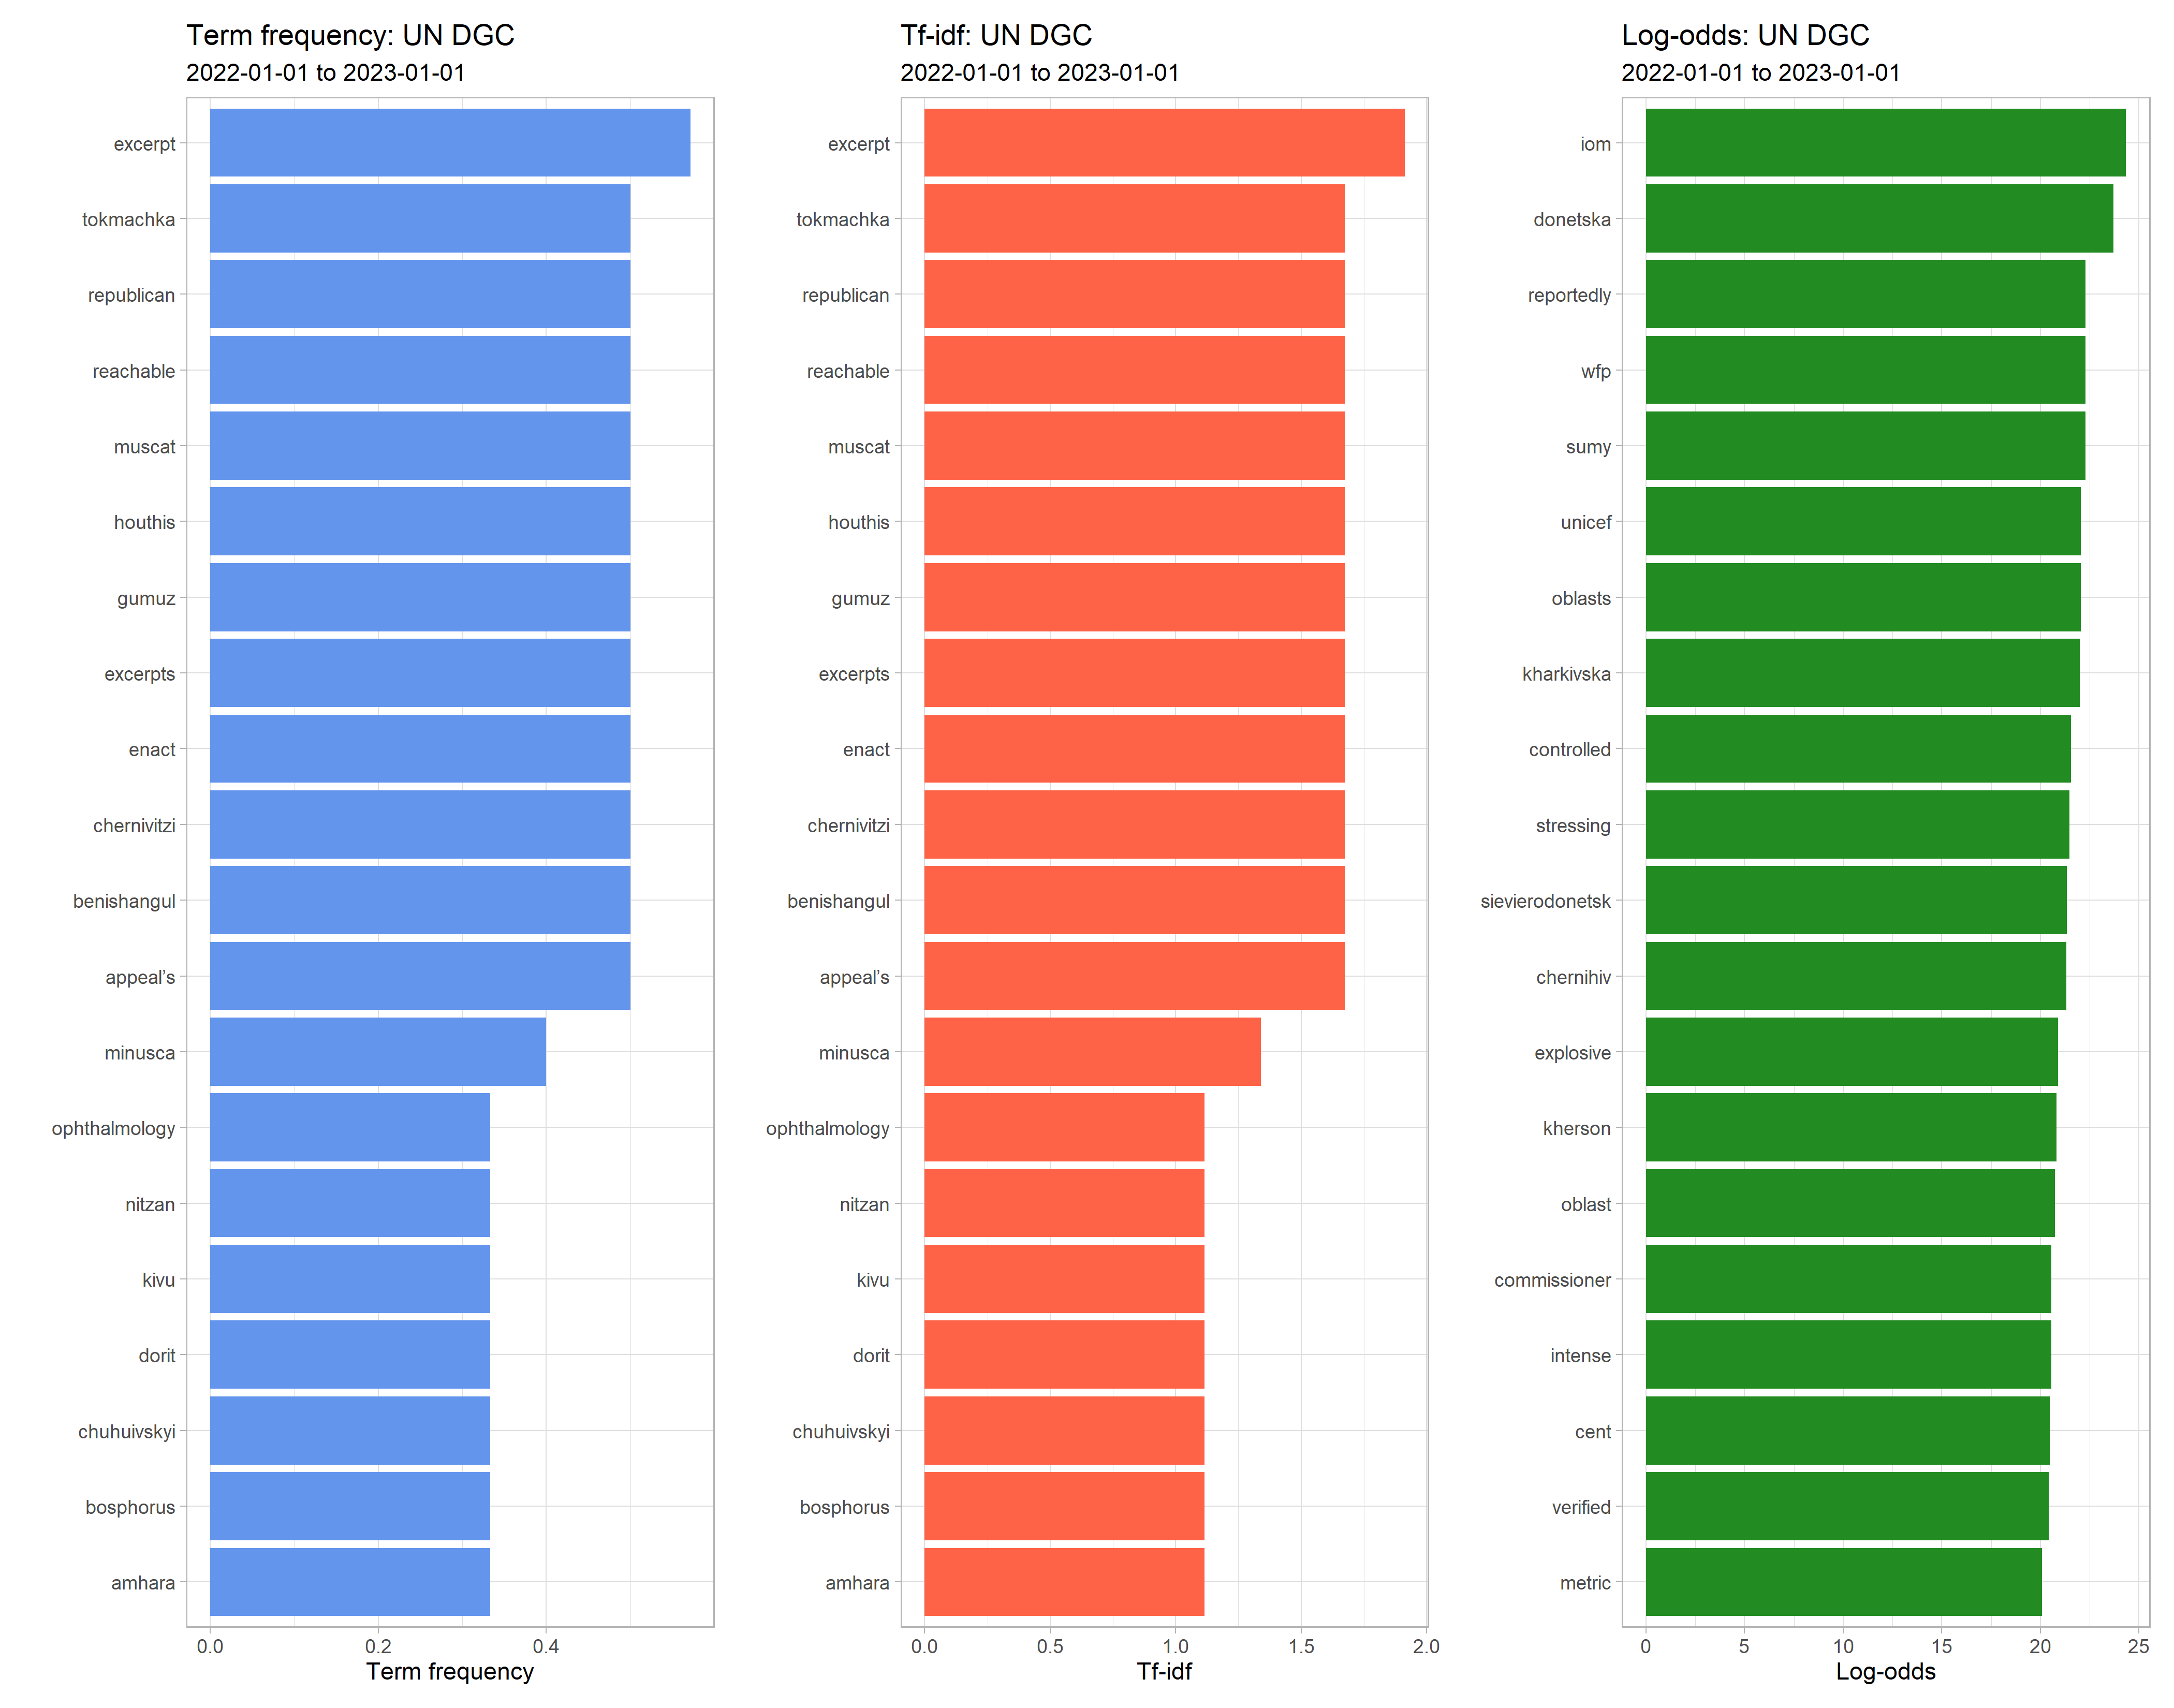 Term frequency: UN DGC
2022-01-01 to 2023-01-01
excerpt
tokmachka
republican
reachable
muscat
houthis
gumuz
excerpts
enact
chernivitzi
benishangul
appeal’s
minusca
ophthalmology
nitzan
kivu
dorit
chuhuivskyi
bosphorus
amhara
0.0 0.2 0.4
Term frequency
Tf-idf: UN DGC
2022-01-01 to 2023-01-01
excerpt
tokmachka
republican
reachable
muscat
houthis
gumuz
excerpts
enact
chernivitzi
benishangul
appeal’s
minusca
ophthalmology
nitzan
kivu
dorit
chuhuivskyi
bosphorus
amhara
0.0 0.5 1.0 1.5 2.0
Tf-idf
Log-odds: UN DGC
2022-01-01 to 2023-01-01
iom
donetska
reportedly
wfp
sumy
unicef
oblasts
kharkivska
controlled
stressing
sievierodonetsk
chernihiv
explosive
kherson
oblast
commissioner
intense
cent
verified
metric
0 5 10 15 20 25
Log-odds